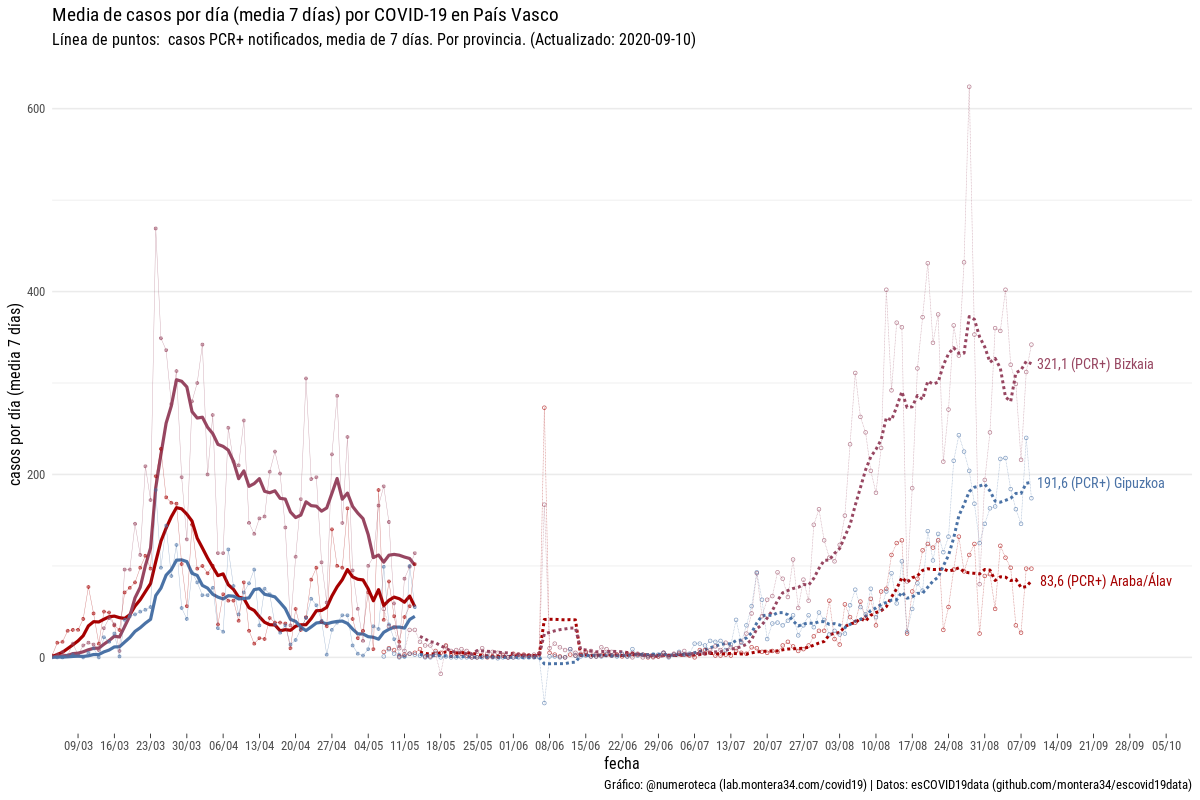 Media de casos por día (media 7 días) por COVID-19 en País Vasco
Línea de puntos:  casos PCR+ notificados, media de 7 días. Por provincia. (Actualizado: 2020-09-10)
casos por día (media 7 días)
600
400
200
0
321,1 (PCR+) Bizkaia
191,6 (PCR+) Gipuzkoa
83,6 (PCR+) Araba/Álav
09/03 16/03 23/03 30/03 06/04 13/04 20/04 27/04 04/05 11/05 18/05 25/05 01/06 08/06 15/06 22/06 29/06 06/07 13/07 20/07 27/07 03/08 10/08 17/08 24/08 31/08 07/09 14/09 21/09 28/09 05/10
fecha
Gráfico: @numeroteca (lab.montera34.com/covid19) | Datos: esCOVID19data (github.com/montera34/escovid19data)